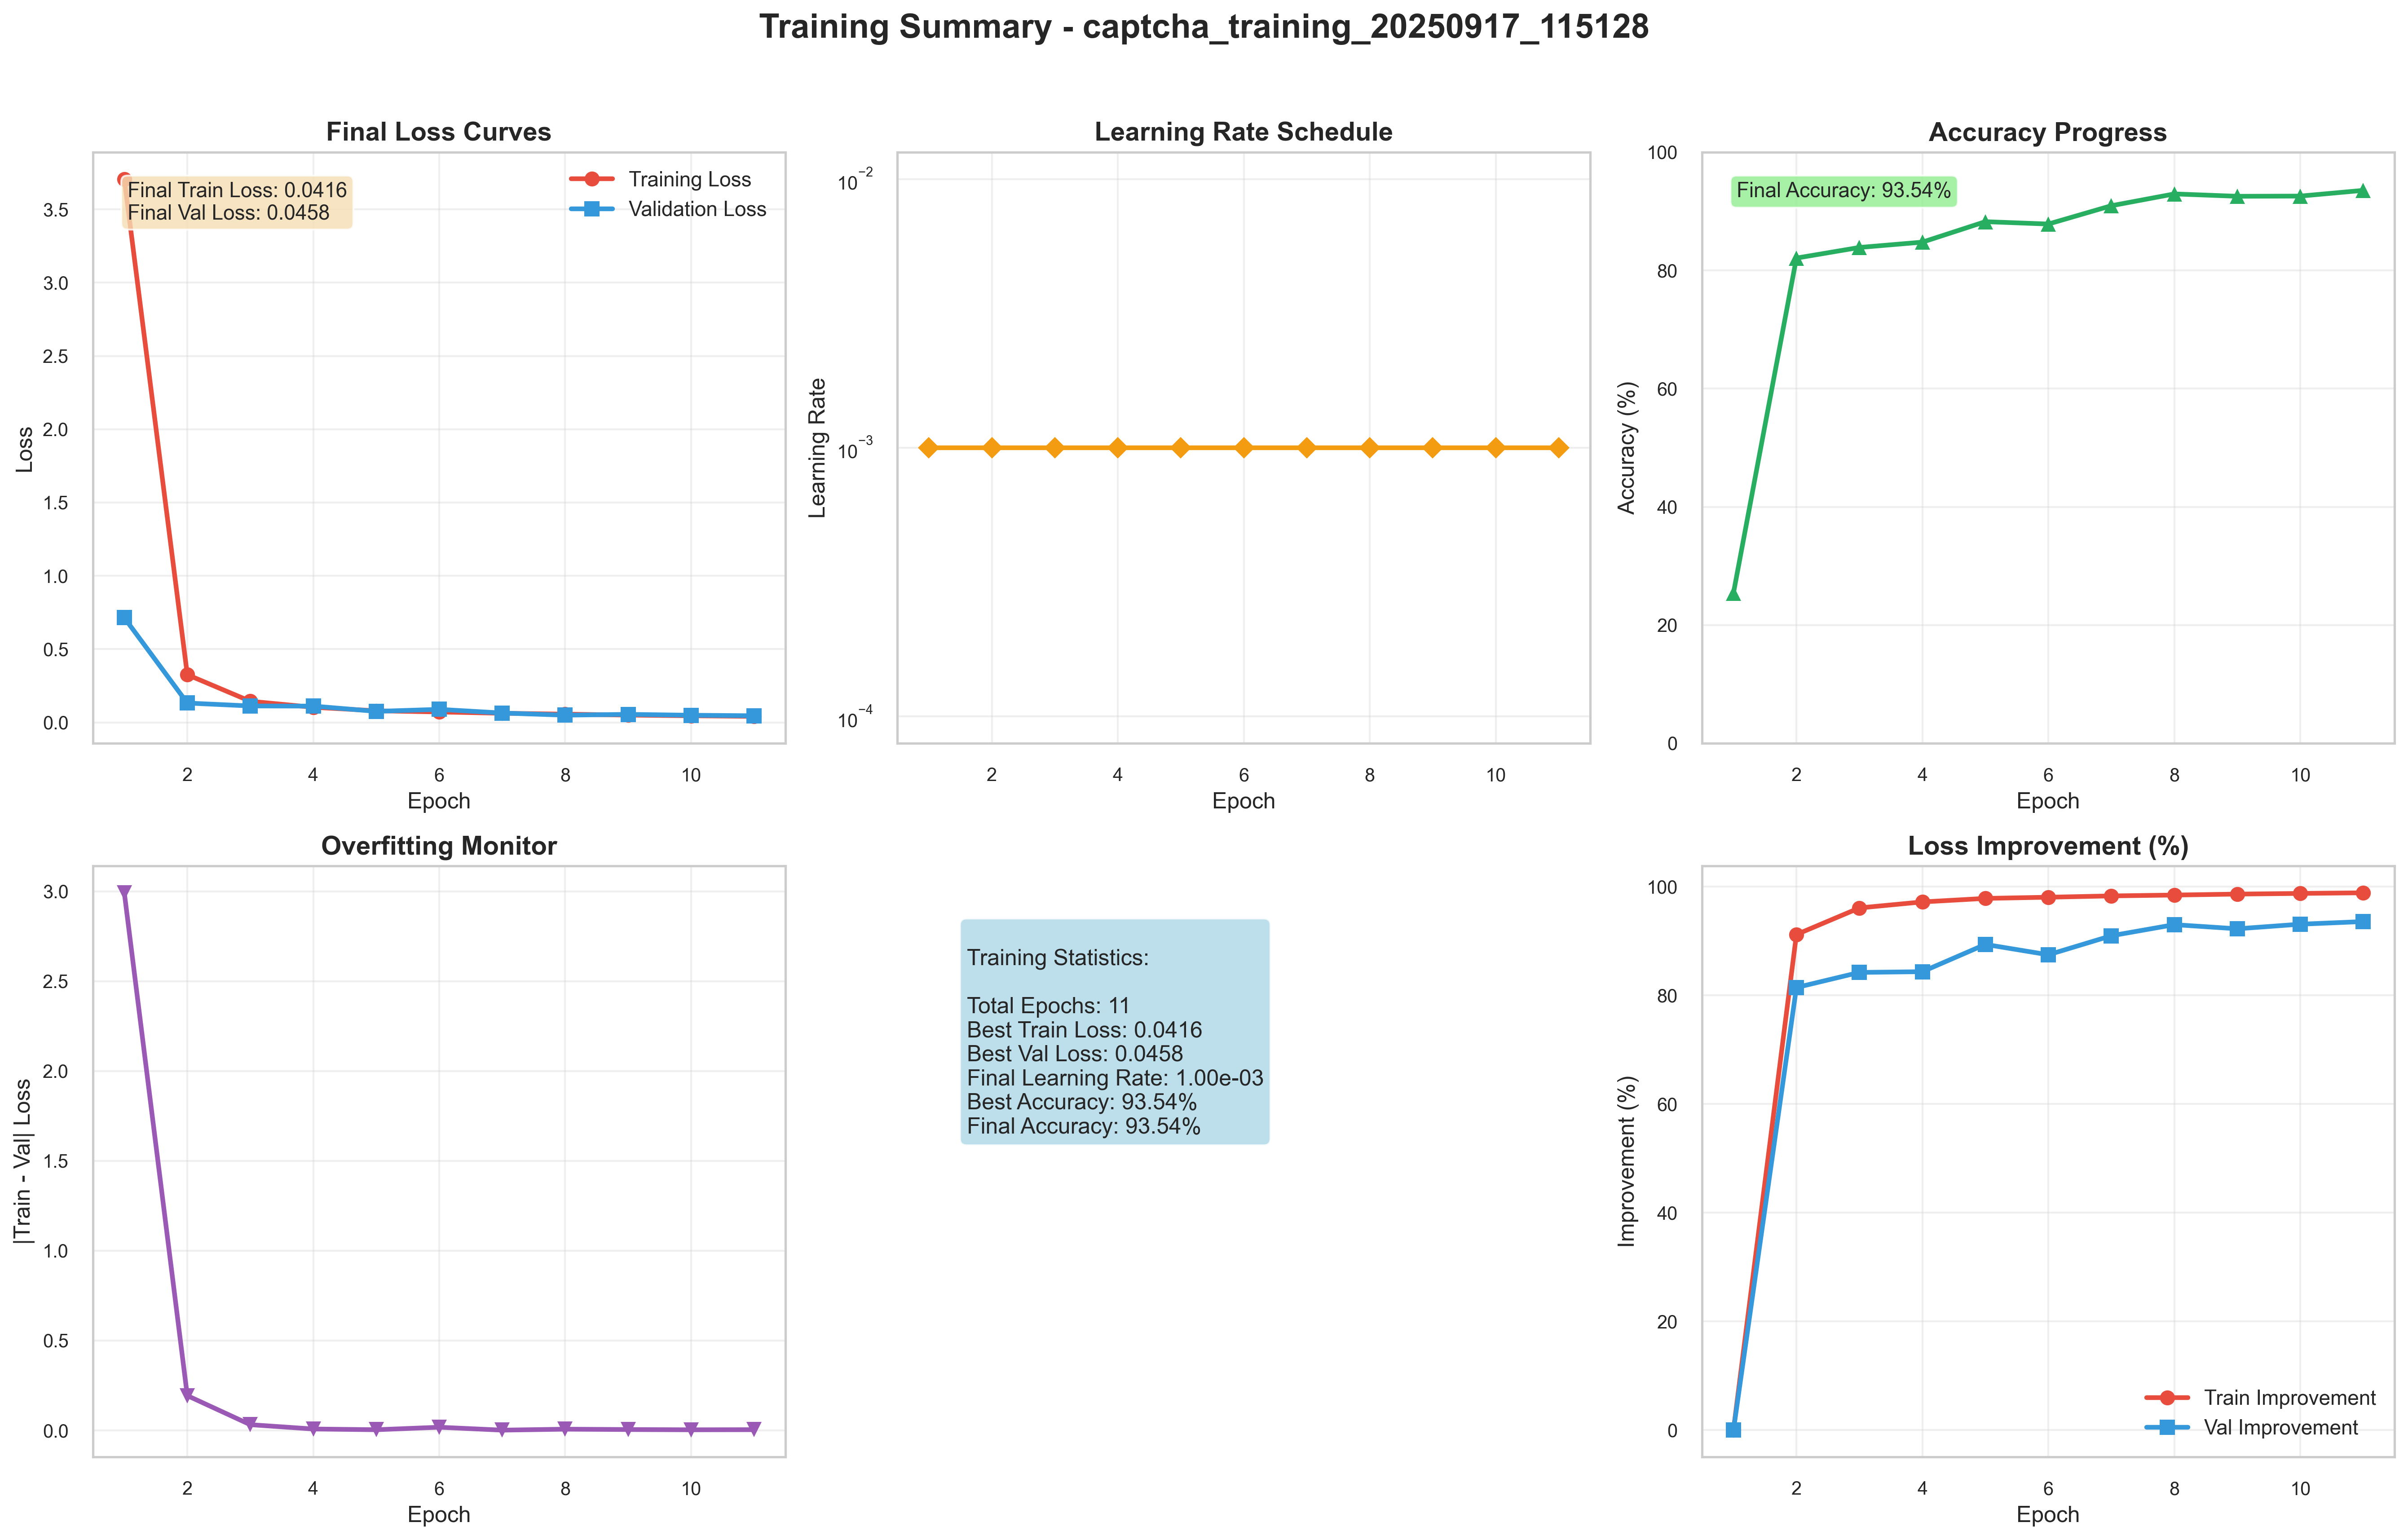 Training Summary - captcha_training_20250917_115128
Final Loss Curves
Final Train Loss: 0.0416
Final Val Loss: 0.0458
Training Loss
Validation Loss
3.5
3.0
2.5
2.0
1.5
1.0
0.5
0.0
Loss
2 4 6 8 10
Epoch
Learning Rate Schedule
10⁻²
10⁻³
10⁻⁴
Learning Rate
2 4 6 8 10
Epoch
Accuracy Progress
Final Accuracy: 93.54%
100
80
60
40
20
0
Accuracy (%)
2 4 6 8 10
Epoch
Overfitting Monitor
3.0
2.5
2.0
1.5
1.0
0.5
0.0
|Train - Val| Loss
2 4 6 8 10
Epoch
Training Statistics:
Total Epochs: 11
Best Train Loss: 0.0416
Best Val Loss: 0.0458
Final Learning Rate: 1.00e-03
Best Accuracy: 93.54%
Final Accuracy: 93.54%
Loss Improvement (%)
100
80
60
40
20
0
Improvement (%)
Train Improvement
Val Improvement
2 4 6 8 10
Epoch